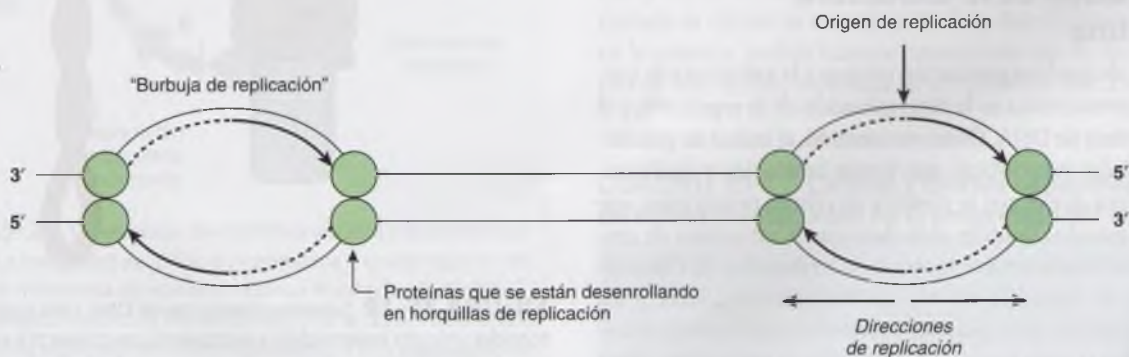 Origen de replicación
"Burbuja de replicación"
3′
5′
5′
3′
Proteínas que se están desenrollando
en horquillas de replicación
Direcciones
de replicación